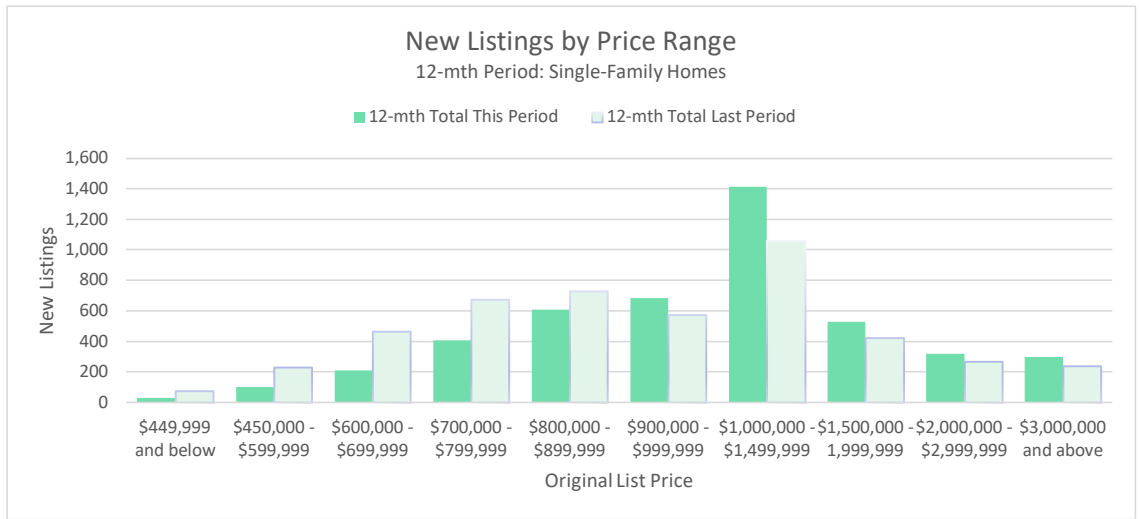 New Listings by Price Range
12-mth Period: Single-Family Homes
12-mth Total This Period 12-mth Total Last Period
New Listings
1,600
1,400
1,200
1,000
800
600
400
200
0
$449,999 $450,000 - $600,000 - $700,000 - $800,000 - $900,000 - $1,000,000 - $1,500,000 - $2,000,000 - $3,000,000
and below $599,999 $699,999 $799,999 $899,999 $999,999 $1,499,999 1,999,999 $2,999,999 and above
Original List Price